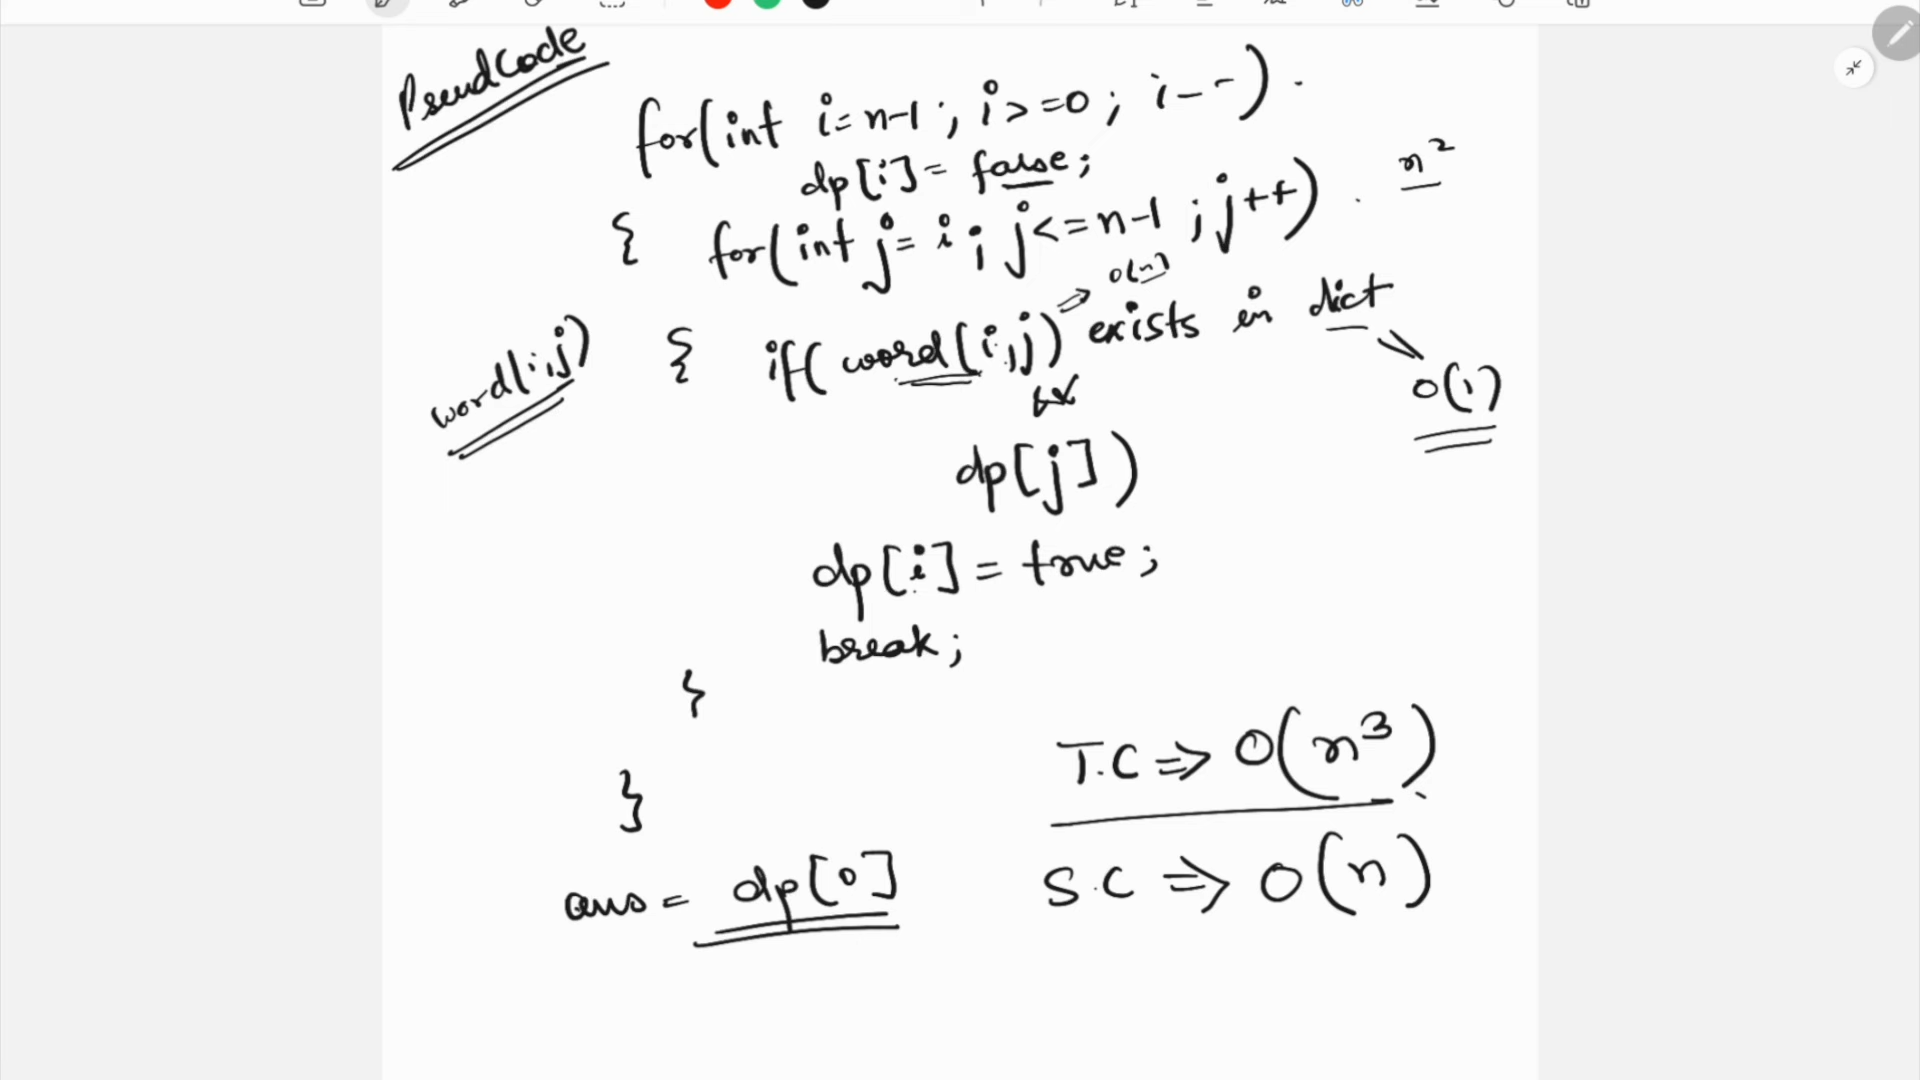 PseudCode
for(int i=n-1; i>=0; i--)
dp[i]= false;
n²
{ for(int j=i; j<=n-1; j++)
O(n)
word(i,j)
{ if( word(i,j) exists in dict
O(1)
dp[j])
dp[i] = true;
break;
}
T.C => O(n³)
}
ans = dp[0]
S.C => O(n)